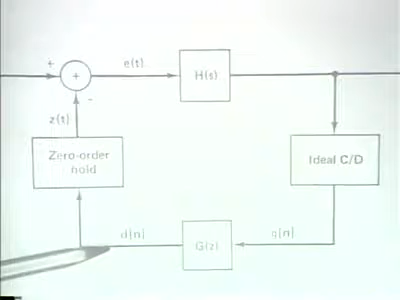 +
e(t)
H(s)
+
-
z(t)
Zero-order
hold
Ideal C/D
d(n)
G(z)
q(n)